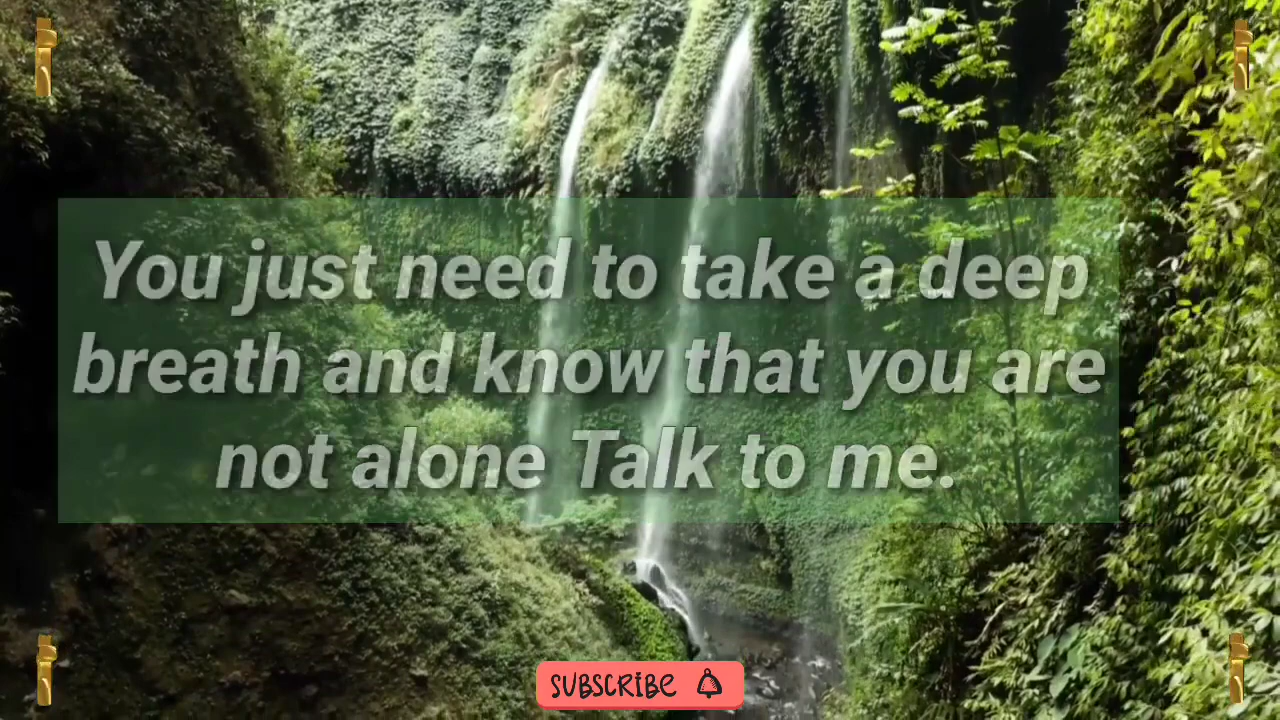 You just need to take a deep
breath and know that you are
not alone Talk to me.
SUBSCRIBE